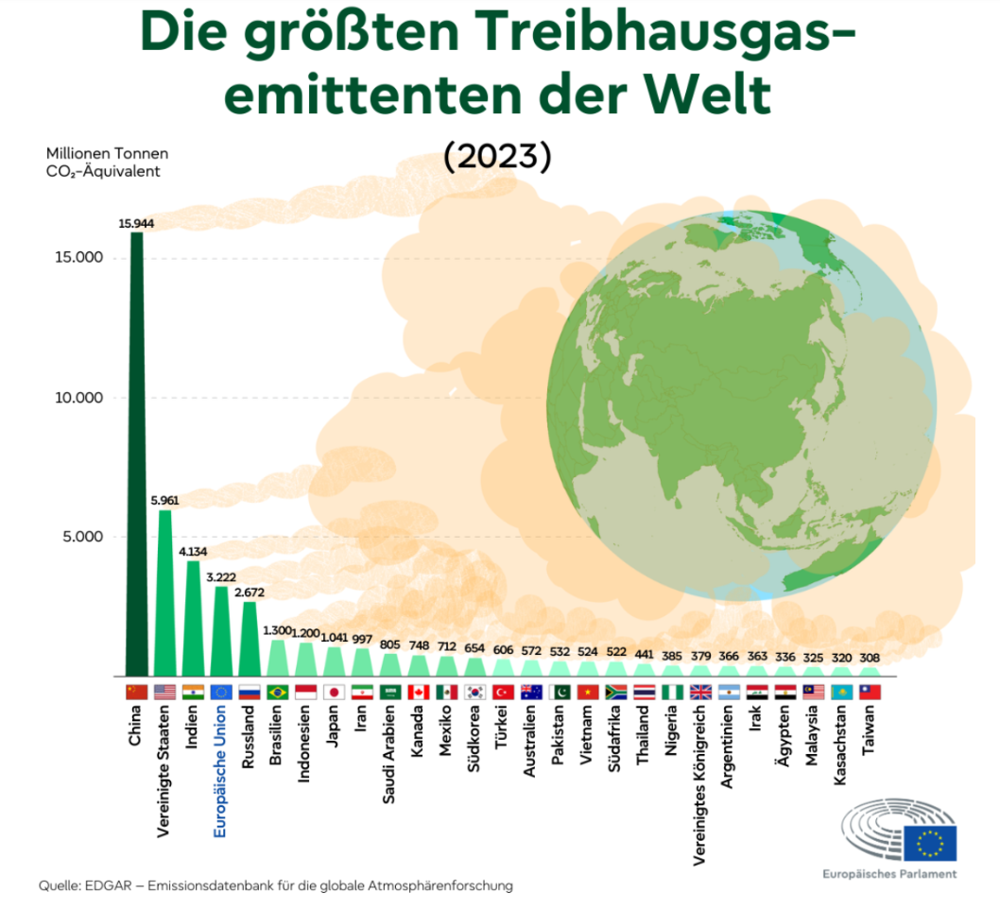 Die größten Treibhausgas-
emittenten der Welt
(2023)
Millionen Tonnen
CO₂-Äquivalent
15.944
15.000
10.000
5.961
5.000
4.134
3.222
2.672
1.300
1.200
1.041
997
805
748
712
654
606
572
532
524
522
441
385
379
366
363
336
325
320
308
China
Vereinigte Staaten
Indien
Europäische Union
Russland
Brasilien
Indonesien
Japan
Iran
Saudi Arabien
Kanada
Mexiko
Südkorea
Türkei
Australien
Pakistan
Vietnam
Südafrika
Thailand
Nigeria
Vereinigtes Königreich
Argentinien
Irak
Ägypten
Malaysia
Kasachstan
Taiwan
Europäisches Parlament
Quelle: EDGAR – Emissionsdatenbank für die globale Atmosphärenforschung